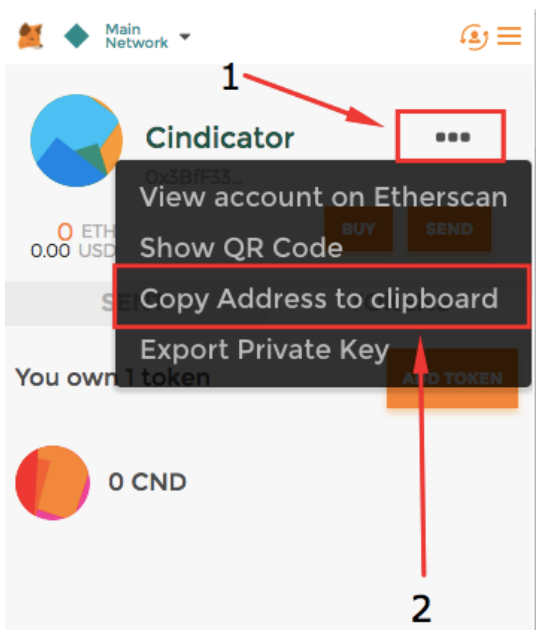 Main
Network
1
Cindicator
0x3BfF33...
View account on Etherscan
0 ETH
BUY SEND
0.00 USD
Show QR Code
Copy Address to clipboard
Export Private Key
You own 1 token
ADD TOKEN
0 CND
2